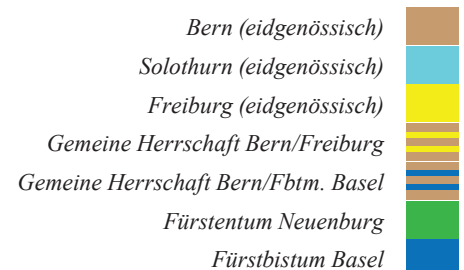 Bern (eidgenössisch)
Solothurn (eidgenössisch)
Freiburg (eidgenössisch)
Gemeine Herrschaft Bern/Freiburg
Gemeine Herrschaft Bern/Fbtm. Basel
Fürstentum Neuenburg
Fürstbistum Basel